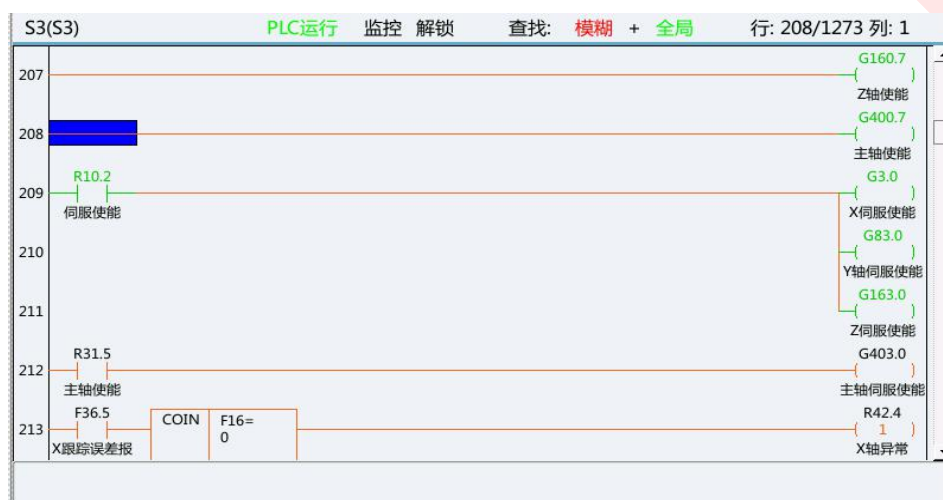 S3(S3) PLC运行 监控 解锁 查找: 模糊 + 全局 行: 208/1273 列: 1
G160.7
207 ( )
Z轴使能
G400.7
208 ( )
主轴使能
R10.2 G3.0
209 ( )
伺服使能 X伺服使能
G83.0
210 ( )
Y轴伺服使能
G163.0
211 ( )
Z伺服使能
R31.5 G403.0
212 ( )
主轴使能 主轴伺服使能
F36.5 COIN F16= R42.4
213 0 ( 1 )
X跟踪误差报 X轴异常